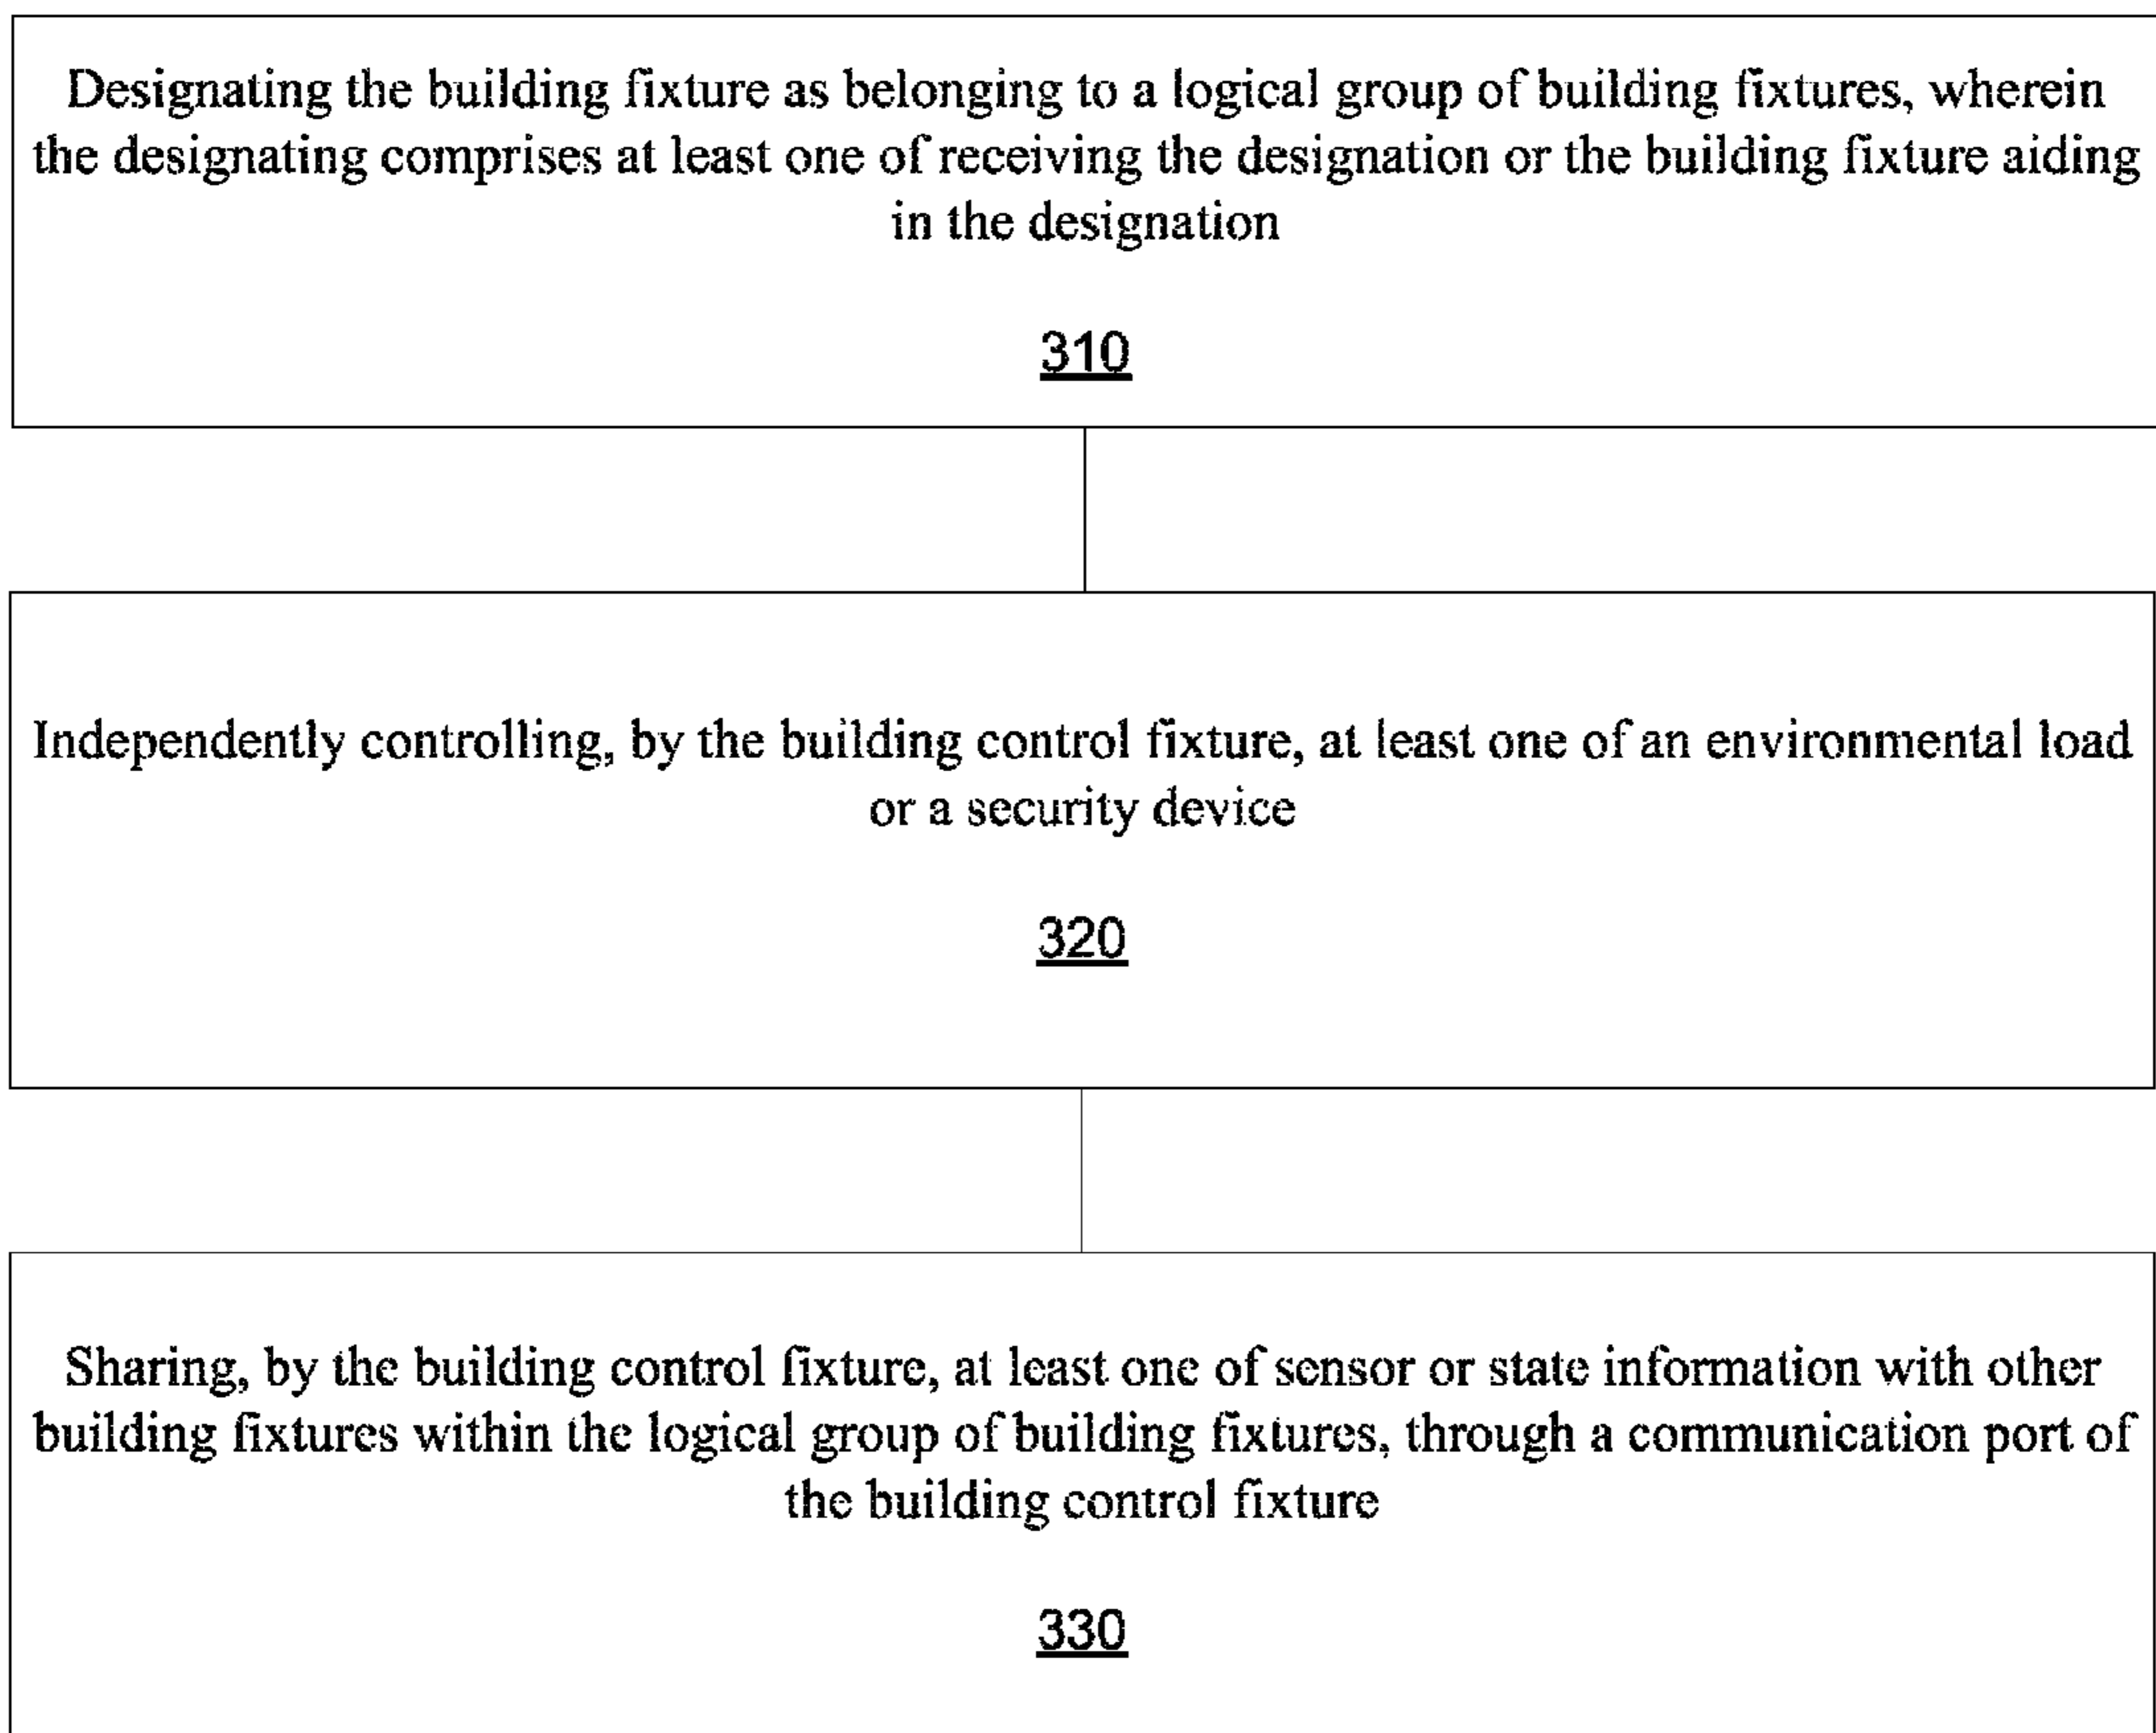 Designating the building fixture as belonging to a logical group of building fixtures, wherein
the designating comprises at least one of receiving the designation or the building fixture aiding
in the designation
310
Independently controlling, by the building control fixture, at least one of an environmental load
or a security device
320
Sharing, by the building control fixture, at least one of sensor or state information with other
building fixtures within the logical group of building fixtures, through a communication port of
the building control fixture
330